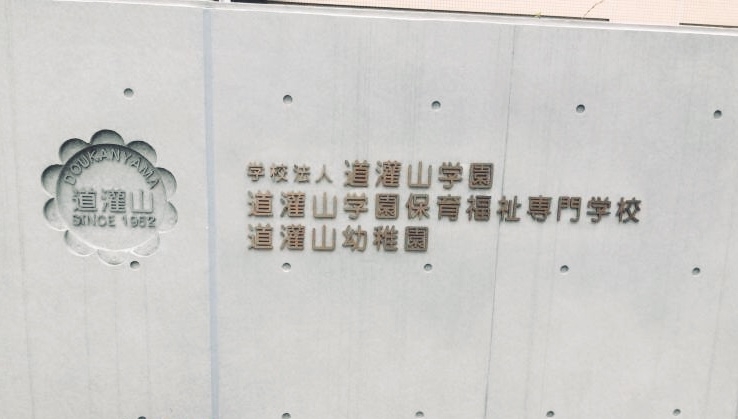 DOUKANYAMA
道灌山
SINCE 1952
学校法人 道灌山学園
道灌山学園保育福祉専門学校
道灌山幼稚園